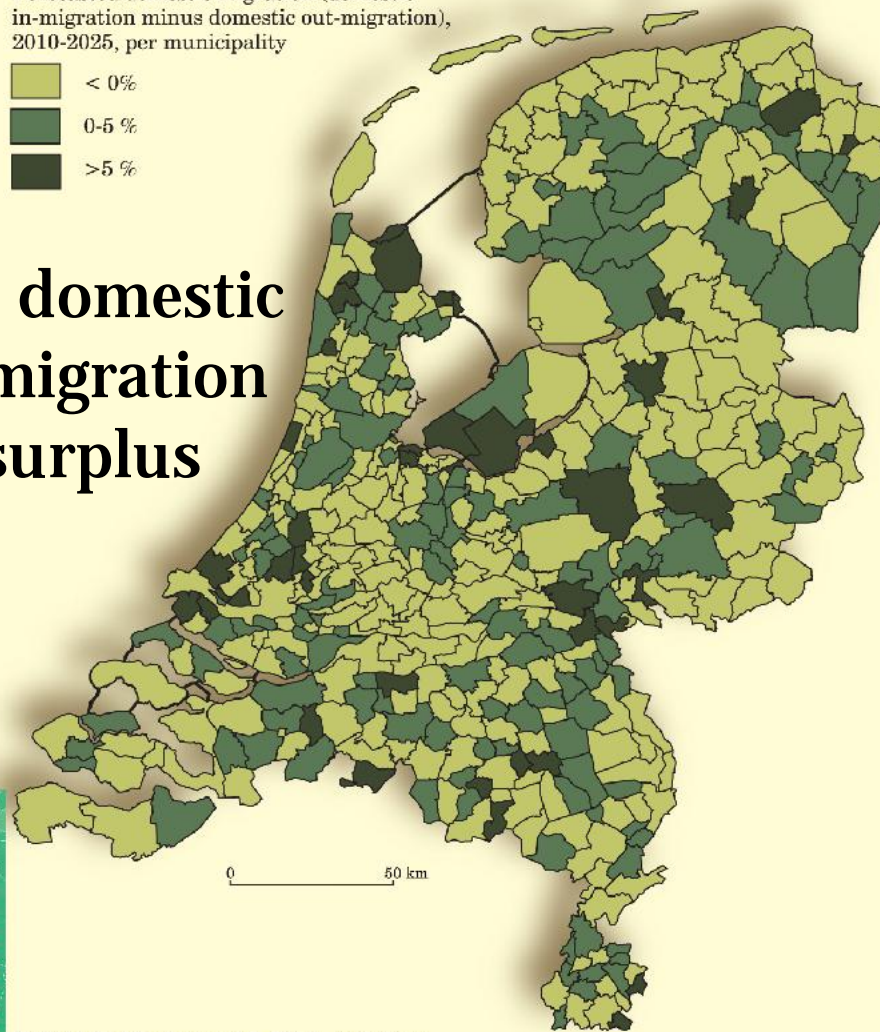 in-migration minus domestic out-migration),
2010-2025, per municipality
< 0%
0-5 %
>5 %
domestic
migration
surplus
0 50 km